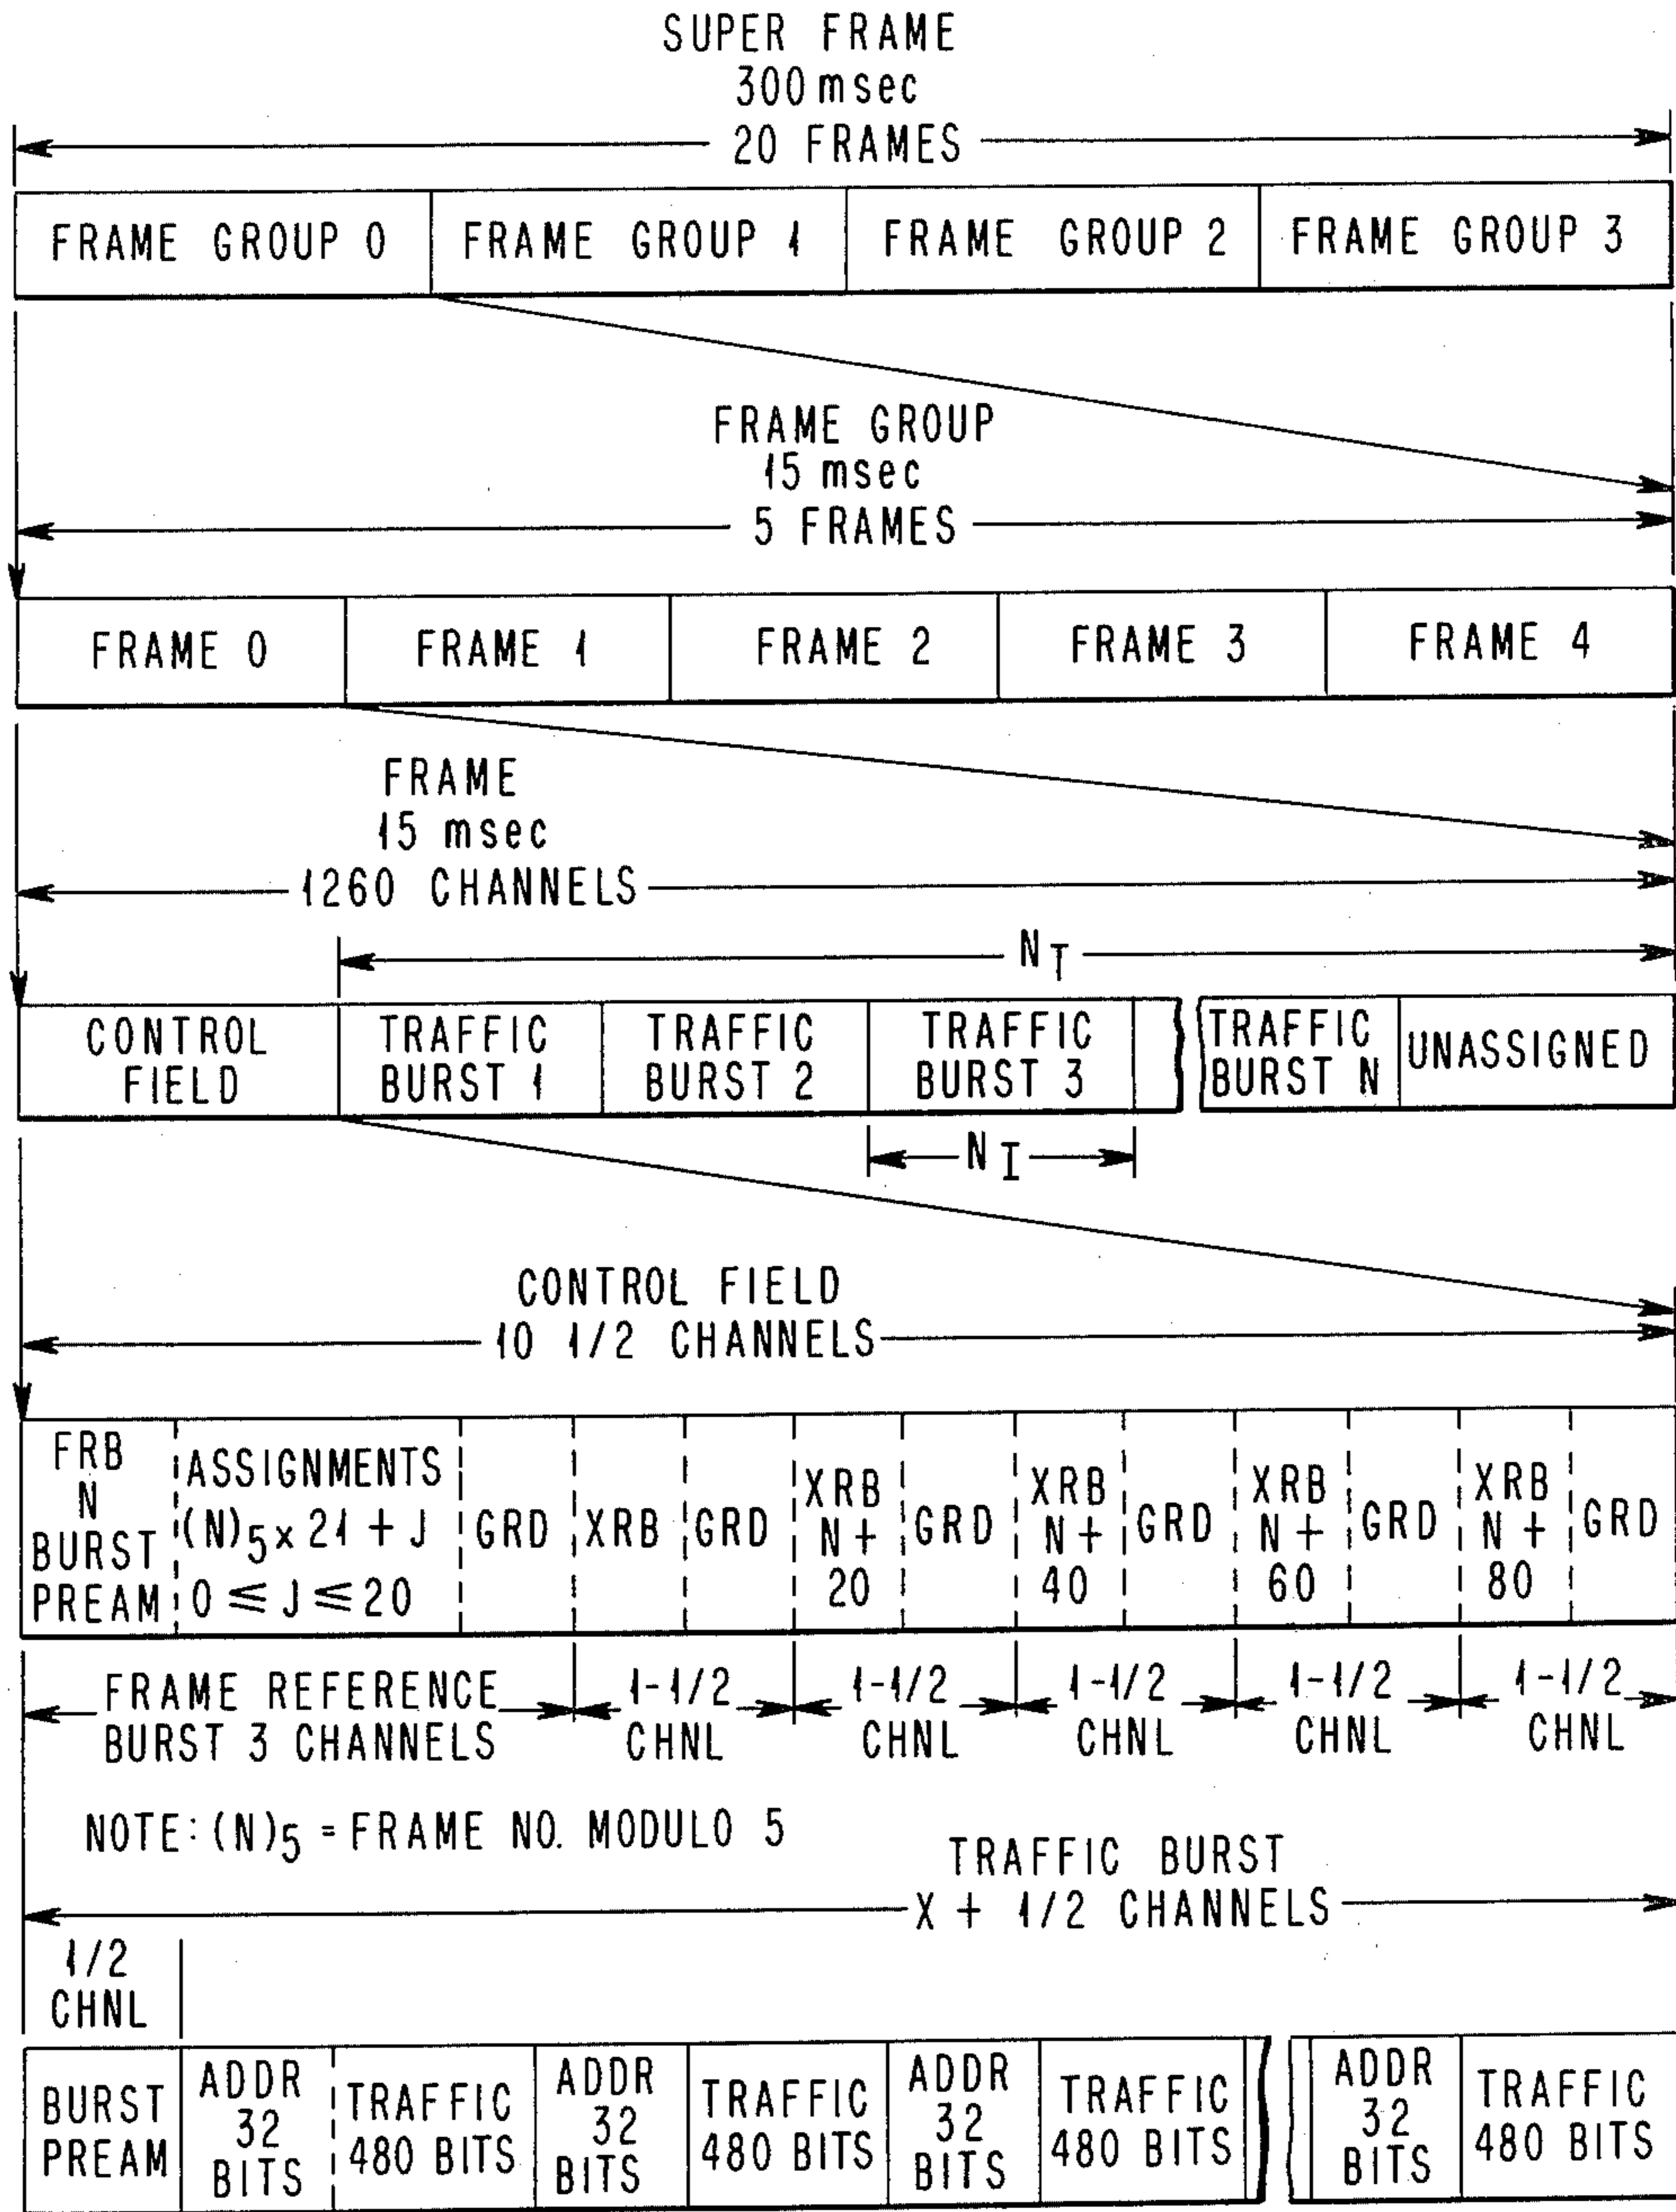 SUPER FRAME
300 msec
20 FRAMES
FRAME GROUP 0
FRAME GROUP 1
FRAME GROUP 2
FRAME GROUP 3
FRAME GROUP
15 msec
5 FRAMES
FRAME 0
FRAME 1
FRAME 2
FRAME 3
FRAME 4
FRAME
15 msec
1260 CHANNELS
NT
CONTROL
FIELD
TRAFFIC
BURST 1
TRAFFIC
BURST 2
TRAFFIC
BURST 3
TRAFFIC
BURST N
UNASSIGNED
NI
CONTROL FIELD
10 1/2 CHANNELS
FRB
N
BURST
PREAM
ASSIGNMENTS
(N)5 x 21 + J
0 ≤ J ≤ 20
GRD
XRB
GRD
XRB
N +
20
GRD
XRB
N +
40
GRD
XRB
N +
60
GRD
XRB
N +
80
GRD
FRAME REFERENCE
BURST 3 CHANNELS
1-1/2
CHNL
1-1/2
CHNL
1-1/2
CHNL
1-1/2
CHNL
1-1/2
CHNL
NOTE: (N)5 = FRAME NO. MODULO 5
TRAFFIC BURST
X + 1/2 CHANNELS
1/2
CHNL
BURST
PREAM
ADDR
32
BITS
TRAFFIC
480 BITS
ADDR
32
BITS
TRAFFIC
480 BITS
ADDR
32
BITS
TRAFFIC
480 BITS
ADDR
32
BITS
TRAFFIC
480 BITS